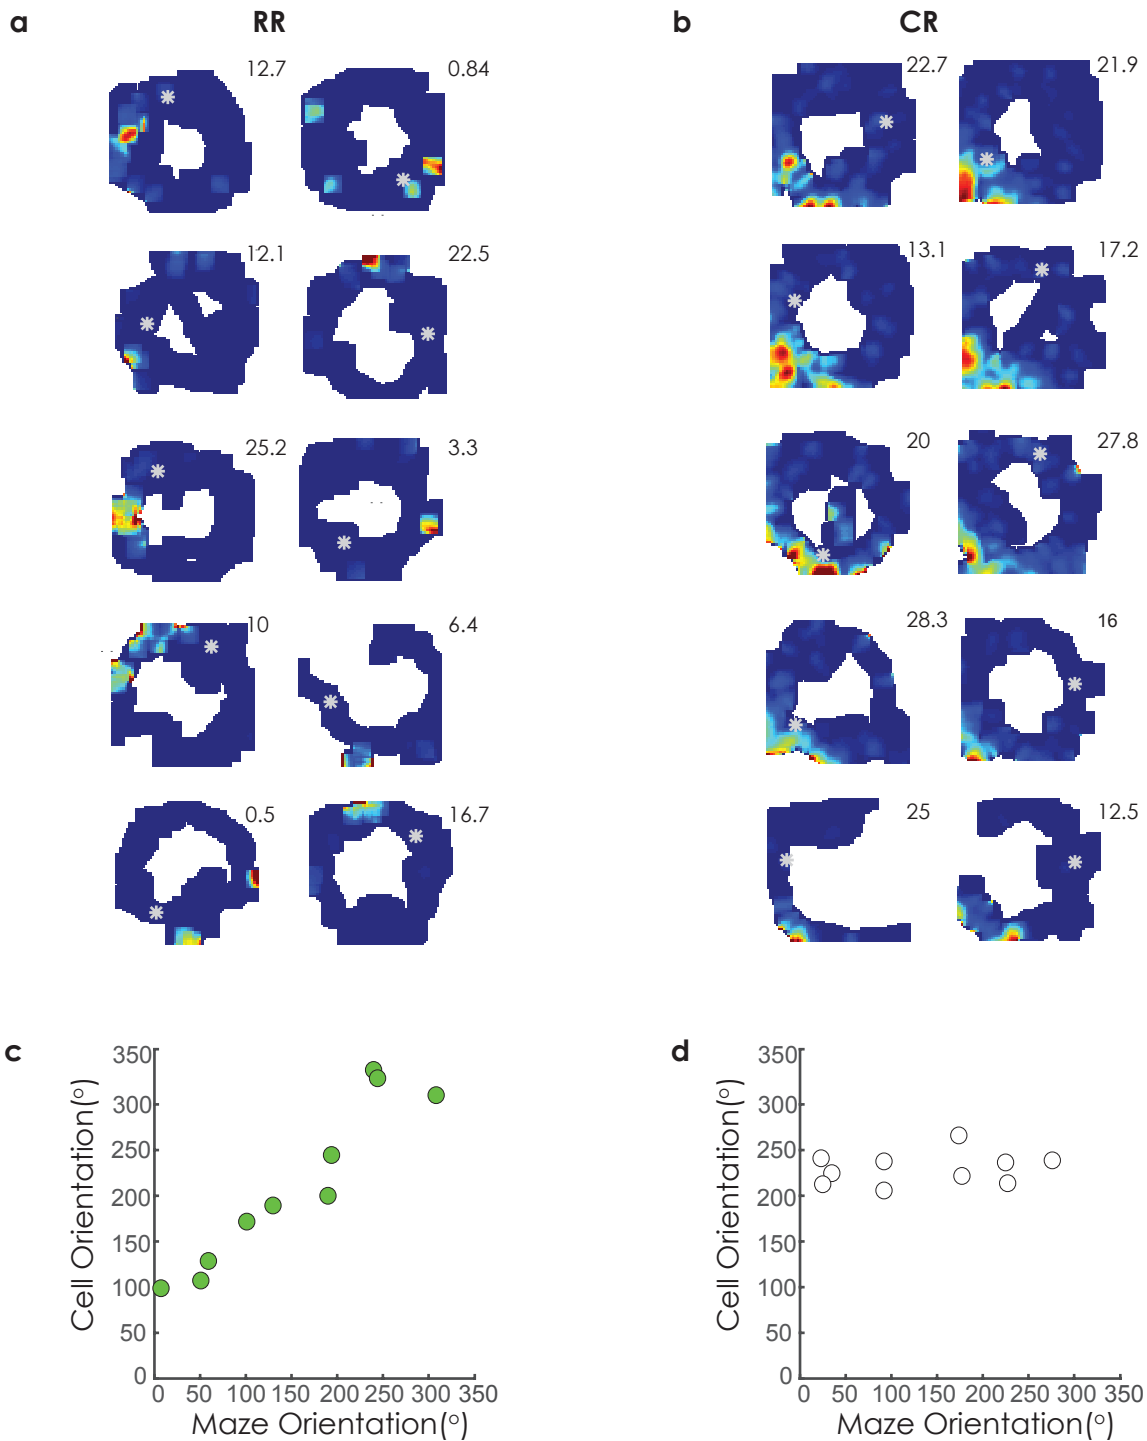 a RR
12.7 0.84
12.1 22.5
25.2 3.3
10 6.4
0.5 16.7
b CR
22.7 21.9
13.1 17.2
20 27.8
28.3 16
25 12.5
c
Cell Orientation(°)
350
300
250
200
150
100
50
0
0 50 100 150 200 250 300 350
Maze Orientation(°)
d
Cell Orientation(°)
350
300
250
200
150
100
50
0
0 50 100 150 200 250 300 350
Maze Orientation(°)